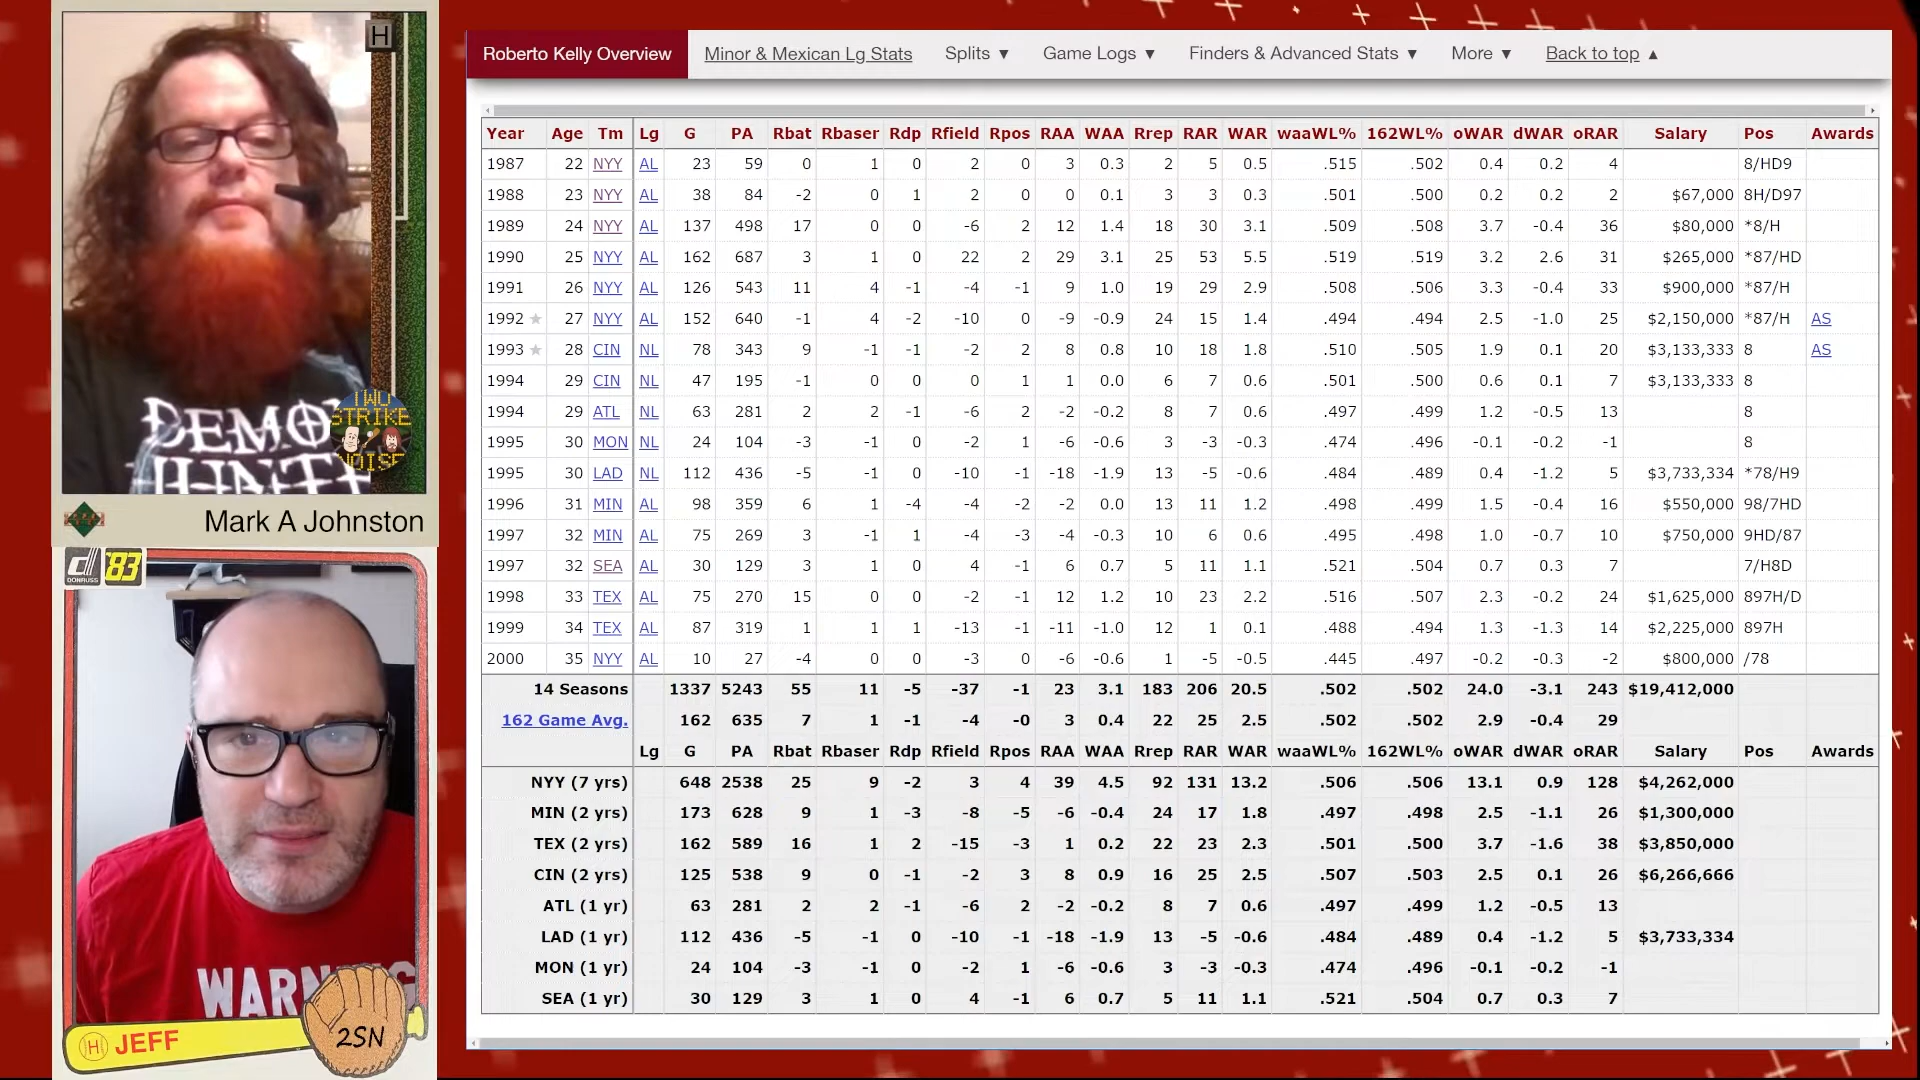 H
DEMO
HUNT
TWO
STRIKE
NOISE
Mark A Johnston
DONRUSS
'83
WARN
G
2SN
H JEFF
Roberto Kelly Overview Minor & Mexican Lg Stats Splits ▼ Game Logs ▼ Finders & Advanced Stats ▼ More ▼ Back to top ▲
Year Age Tm Lg G PA Rbat Rbaser Rdp Rfield Rpos RAA WAA Rrep RAR WAR waaWL% 162WL% oWAR dWAR oRAR Salary Pos Awards
1987 22 NYY AL 23 59 0 1 0 2 0 3 0.3 2 5 0.5 .515 .502 0.4 0.2 4 8/HD9
1988 23 NYY AL 38 84 -2 0 1 2 0 0 0.1 3 3 0.3 .501 .500 0.2 0.2 2 $67,000 8H/D97
1989 24 NYY AL 137 498 17 0 0 -6 2 12 1.4 18 30 3.1 .509 .508 3.7 -0.4 36 $80,000 *8/H
1990 25 NYY AL 162 687 3 1 0 22 2 29 3.1 25 53 5.5 .519 .519 3.2 2.6 31 $265,000 *87/HD
1991 26 NYY AL 126 543 11 4 -1 -4 -1 9 1.0 19 29 2.9 .508 .506 3.3 -0.4 33 $900,000 *87/H
1992 ★ 27 NYY AL 152 640 -1 4 -2 -10 0 -9 -0.9 24 15 1.4 .494 .494 2.5 -1.0 25 $2,150,000 *87/H AS
1993 ★ 28 CIN NL 78 343 9 -1 -1 -2 2 8 0.8 10 18 1.8 .510 .505 1.9 0.1 20 $3,133,333 8 AS
1994 29 CIN NL 47 195 -1 0 0 0 1 1 0.0 6 7 0.6 .501 .500 0.6 0.1 7 $3,133,333 8
1994 29 ATL NL 63 281 2 2 -1 -6 2 -2 -0.2 8 7 0.6 .497 .499 1.2 -0.5 13 8
1995 30 MON NL 24 104 -3 -1 0 -2 1 -6 -0.6 3 -3 -0.3 .474 .496 -0.1 -0.2 -1 8
1995 30 LAD NL 112 436 -5 -1 0 -10 -1 -18 -1.9 13 -5 -0.6 .484 .489 0.4 -1.2 5 $3,733,334 *78/H9
1996 31 MIN AL 98 359 6 1 -4 -4 -2 -2 0.0 13 11 1.2 .498 .499 1.5 -0.4 16 $550,000 98/7HD
1997 32 MIN AL 75 269 3 -1 1 -4 -3 -4 -0.3 10 6 0.6 .495 .498 1.0 -0.7 10 $750,000 9HD/87
1997 32 SEA AL 30 129 3 1 0 4 -1 6 0.7 5 11 1.1 .521 .504 0.7 0.3 7 7/H8D
1998 33 TEX AL 75 270 15 0 0 -2 -1 12 1.2 10 23 2.2 .516 .507 2.3 -0.2 24 $1,625,000 897H/D
1999 34 TEX AL 87 319 1 1 1 -13 -1 -11 -1.0 12 1 0.1 .488 .494 1.3 -1.3 14 $2,225,000 897H
2000 35 NYY AL 10 27 -4 0 0 -3 0 -6 -0.6 1 -5 -0.5 .445 .497 -0.2 -0.3 -2 $800,000 /78
14 Seasons 1337 5243 55 11 -5 -37 -1 23 3.1 183 206 20.5 .502 .502 24.0 -3.1 243 $19,412,000
162 Game Avg. 162 635 7 1 -1 -4 -0 3 0.4 22 25 2.5 .502 .502 2.9 -0.4 29
Lg G PA Rbat Rbaser Rdp Rfield Rpos RAA WAA Rrep RAR WAR waaWL% 162WL% oWAR dWAR oRAR Salary Pos Awards
NYY (7 yrs) 648 2538 25 9 -2 3 4 39 4.5 92 131 13.2 .506 .506 13.1 0.9 128 $4,262,000
MIN (2 yrs) 173 628 9 1 -3 -8 -5 -6 -0.4 24 17 1.8 .497 .498 2.5 -1.1 26 $1,300,000
TEX (2 yrs) 162 589 16 1 2 -15 -3 1 0.2 22 23 2.3 .501 .500 3.7 -1.6 38 $3,850,000
CIN (2 yrs) 125 538 9 0 -1 -2 3 8 0.9 16 25 2.5 .507 .503 2.5 0.1 26 $6,266,666
ATL (1 yr) 63 281 2 2 -1 -6 2 -2 -0.2 8 7 0.6 .497 .499 1.2 -0.5 13
LAD (1 yr) 112 436 -5 -1 0 -10 -1 -18 -1.9 13 -5 -0.6 .484 .489 0.4 -1.2 5 $3,733,334
MON (1 yr) 24 104 -3 -1 0 -2 1 -6 -0.6 3 -3 -0.3 .474 .496 -0.1 -0.2 -1
SEA (1 yr) 30 129 3 1 0 4 -1 6 0.7 5 11 1.1 .521 .504 0.7 0.3 7